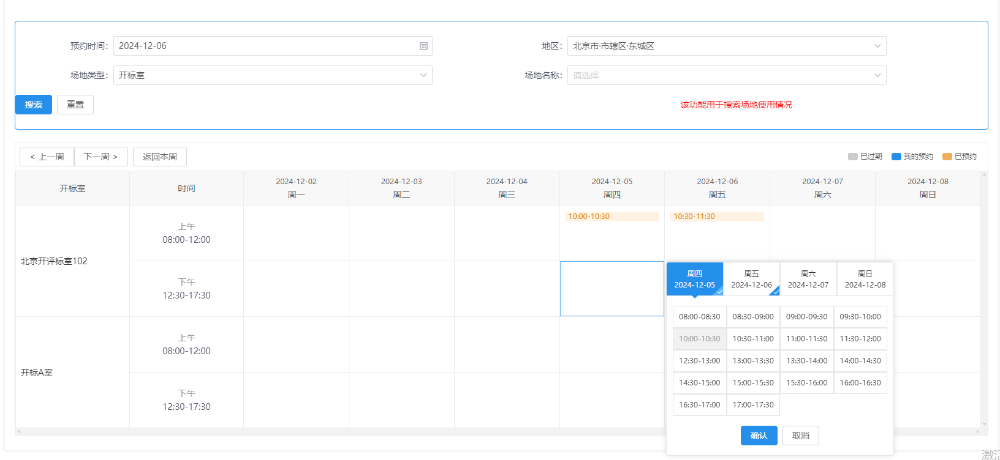 预约时间: 2024-12-06 地区: 北京市·市辖区·东城区
场地类型: 开标室 场地名称: 请选择
搜索 重置 该功能用于搜索场地使用情况
< 上一周 下一周 > 返回本周 已过期 我的预约 已预约
开标室 时间 2024-12-02 2024-12-03 2024-12-04 2024-12-05 2024-12-06 2024-12-07 2024-12-08
周一 周二 周三 周四 周五 周六 周日
10:00-10:30 10:30-11:30
上午
08:00-12:00
北京开评标室102
下午
12:30-17:30
上午
08:00-12:00
开标A室
下午
12:30-17:30
周四 周五 周六 周日
2024-12-05 2024-12-06 2024-12-07 2024-12-08
08:00-08:30 08:30-09:00 09:00-09:30 09:30-10:00
10:00-10:30 10:30-11:00 11:00-11:30 11:30-12:00
12:30-13:00 13:00-13:30 13:30-14:00 14:00-14:30
14:30-15:00 15:00-15:30 15:30-16:00 16:00-16:30
16:30-17:00 17:00-17:30
确认 取消
激